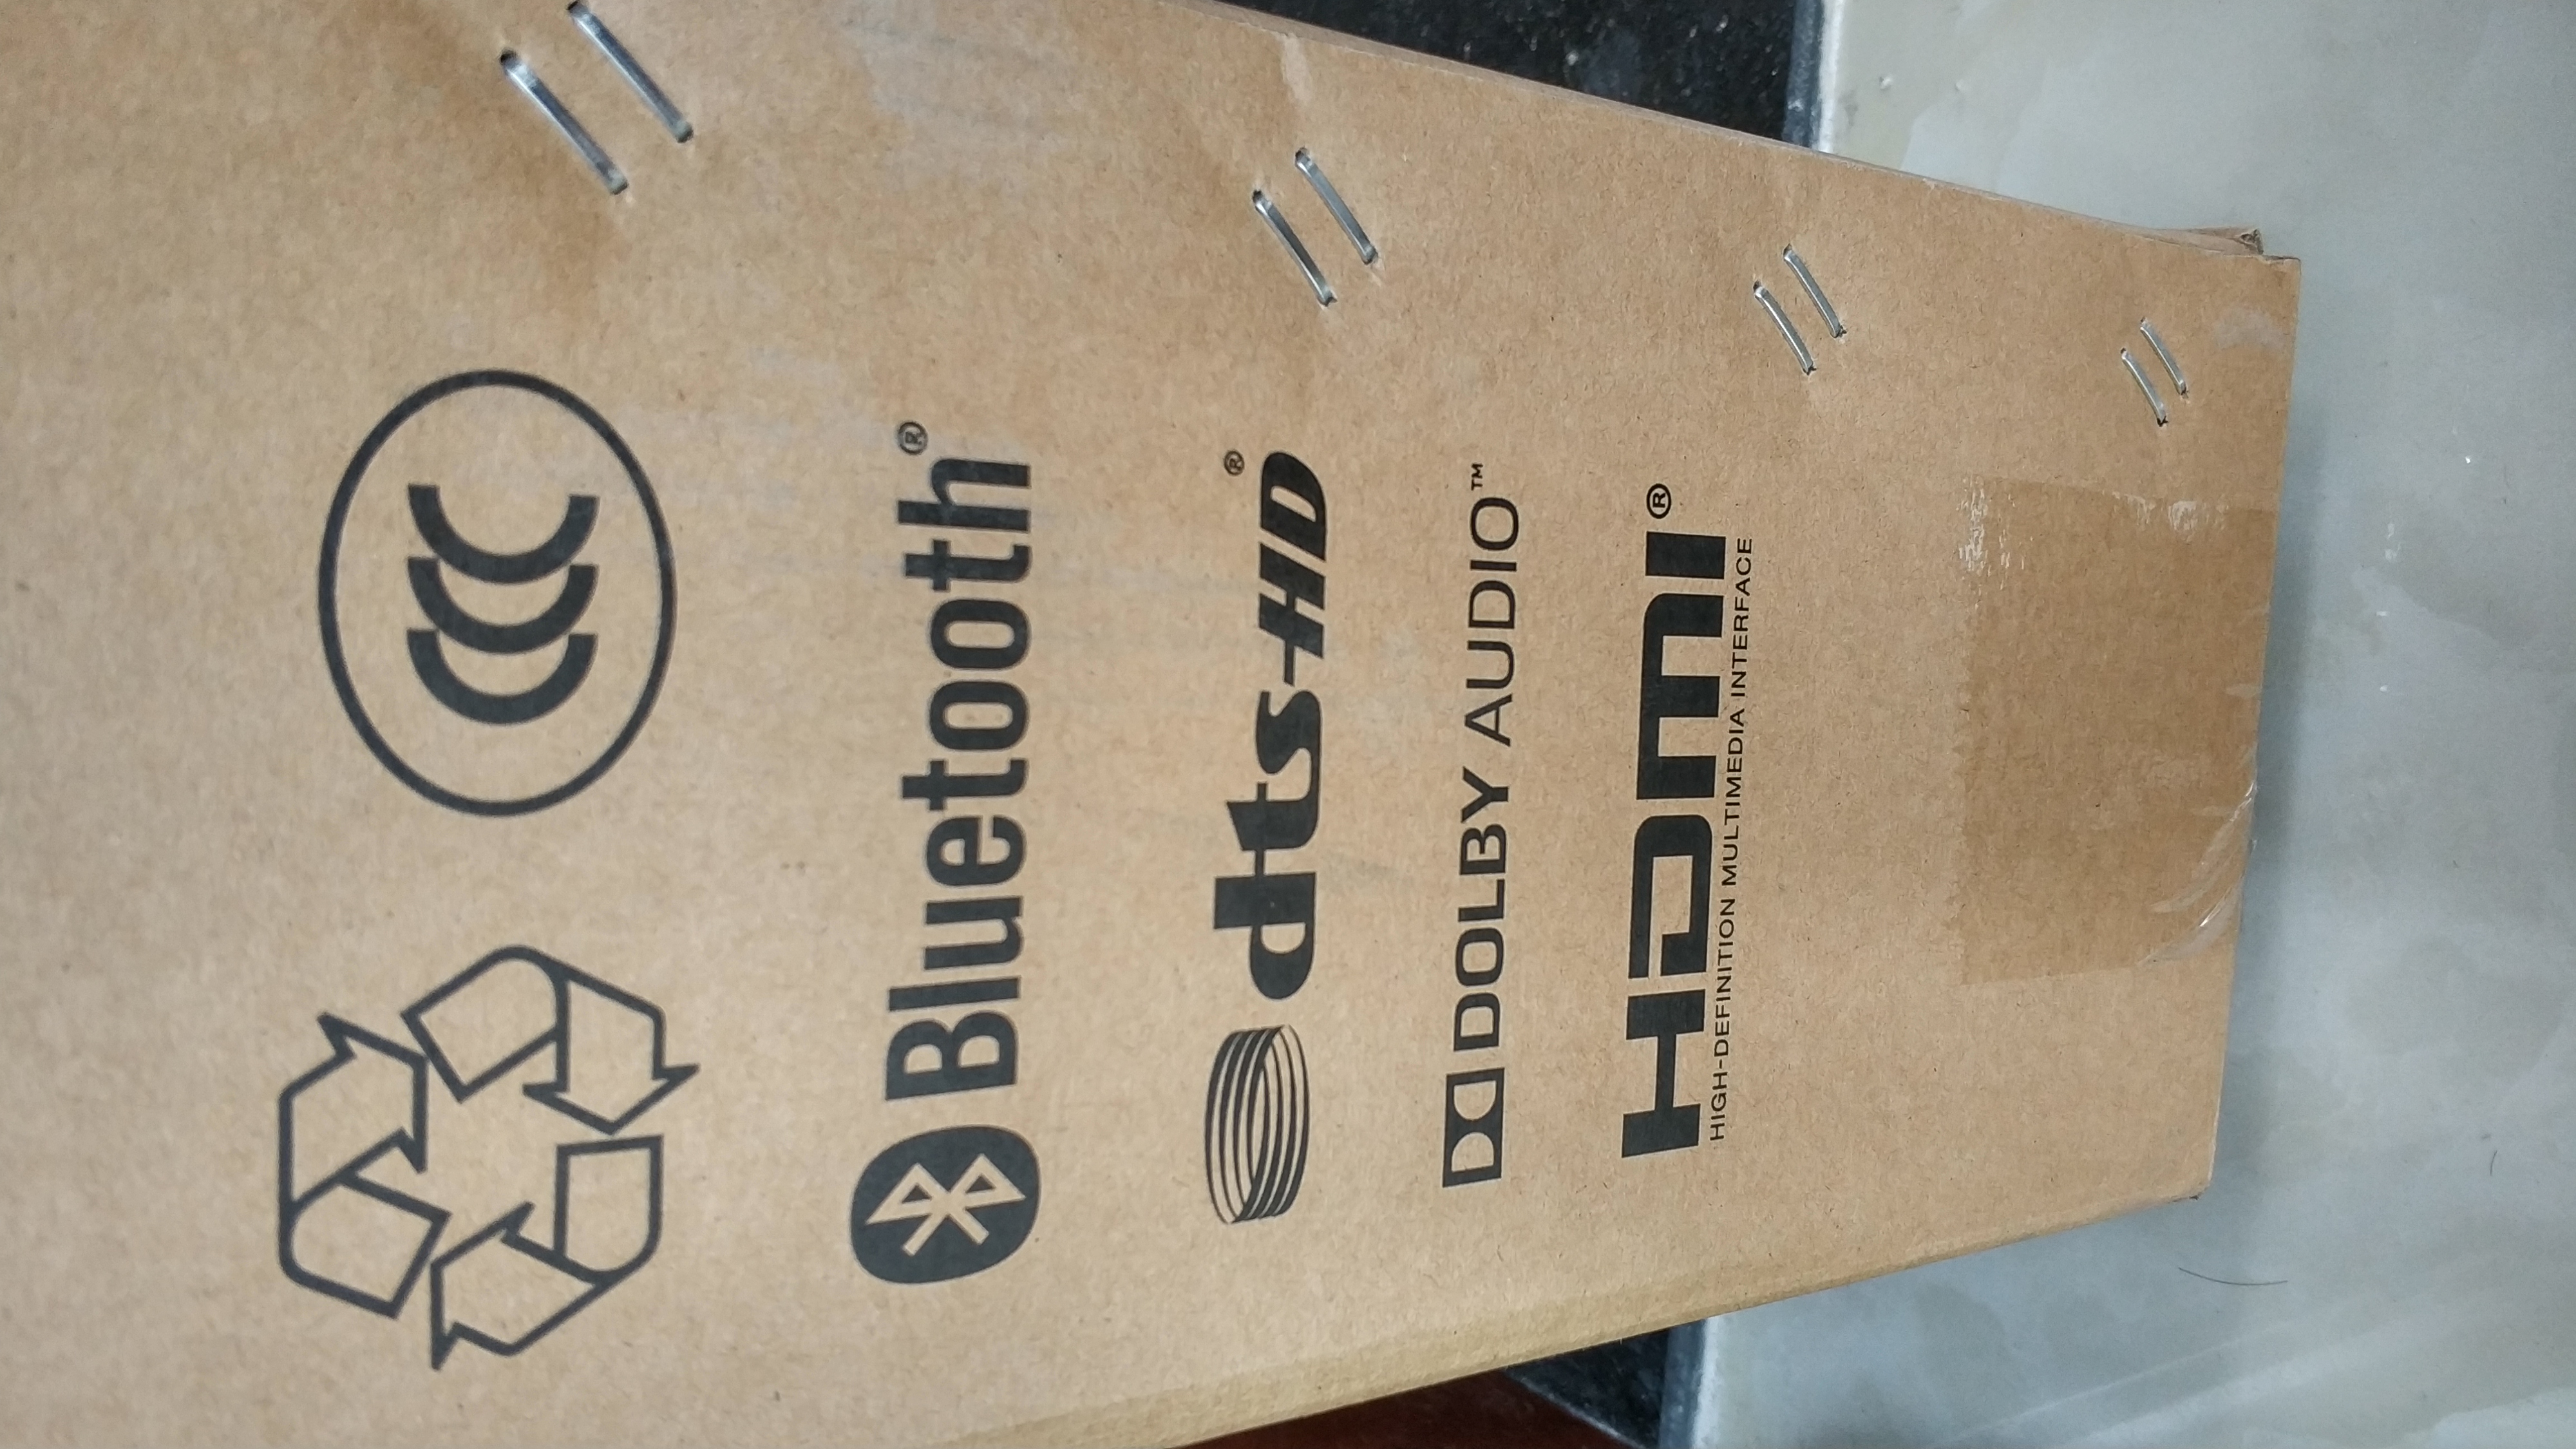 CCC
Bluetooth®
dts-HD®
DOLBY AUDIO™
HDMI®
HIGH-DEFINITION MULTIMEDIA INTERFACE